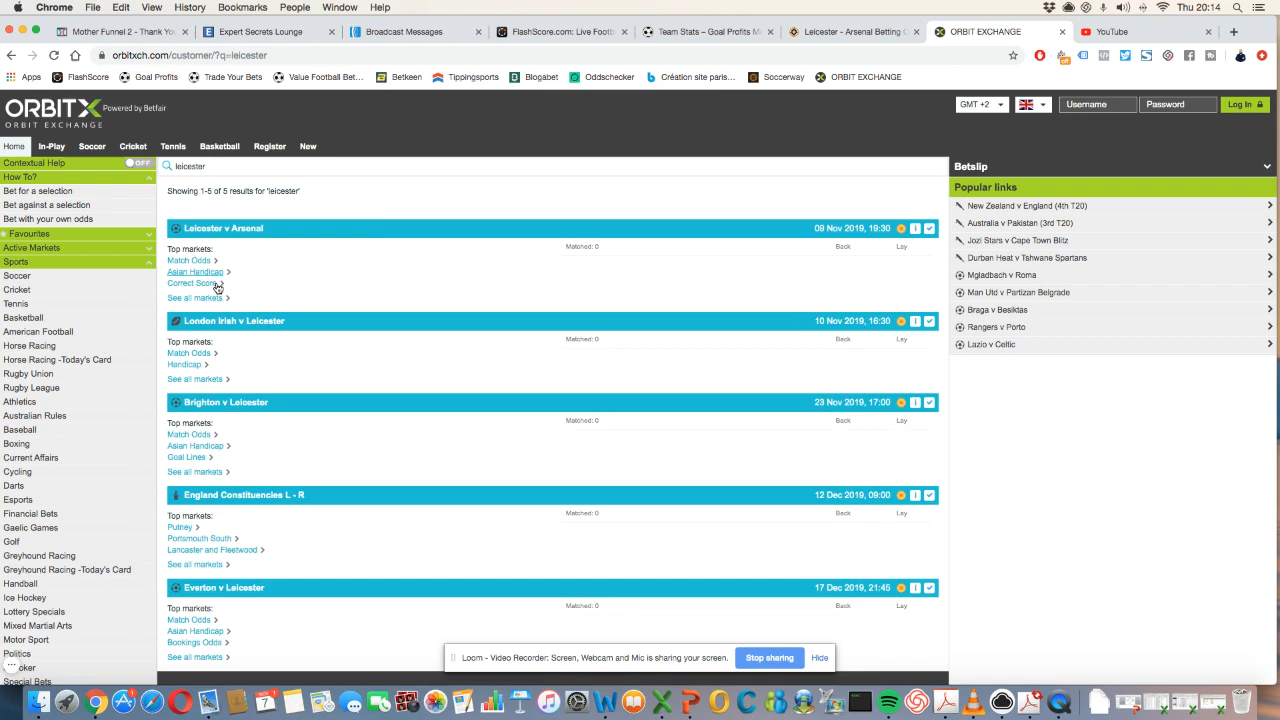 Chrome File Edit View History Bookmarks People Window Help Thu 20:14
Mother Funnel 2 - Thank You Expert Secrets Lounge Broadcast Messages FlashScore.com: Live Footb Team Stats – Goal Profits M Leicester - Arsenal Betting O ORBIT EXCHANGE YouTube
orbitxch.com/customer/?q=leicester
Apps FlashScore Goal Profits Trade Your Bets Value Football Bet... Betkeen Tippingsports Blogabet Oddschecker Création site paris... Soccerway ORBIT EXCHANGE
ORBITX Powered by Betfair
ORBIT EXCHANGE
GMT +2 Username Password Log In
Home In-Play Soccer Cricket Tennis Basketball Register New
Contextual Help OFF
How To?
Bet for a selection
Bet against a selection
Bet with your own odds
Favourites
Active Markets
Sports
Soccer
Cricket
Tennis
Basketball
American Football
Horse Racing
Horse Racing -Today's Card
Rugby Union
Rugby League
Athletics
Australian Rules
Baseball
Boxing
Current Affairs
Cycling
Darts
Esports
Financial Bets
Gaelic Games
Golf
Greyhound Racing
Greyhound Racing -Today's Card
Handball
Ice Hockey
Lottery Specials
Mixed Martial Arts
Motor Sport
Politics
Special Bets
leicester
Showing 1-5 of 5 results for 'leicester'
Leicester v Arsenal 09 Nov 2019, 19:30
Top markets: Matched: 0 Back Lay
Match Odds
Asian Handicap
Correct Score
See all markets
London Irish v Leicester 10 Nov 2019, 16:30
Top markets: Matched: 0 Back Lay
Match Odds
Handicap
See all markets
Brighton v Leicester 23 Nov 2019, 17:00
Top markets: Matched: 0 Back Lay
Match Odds
Asian Handicap
Goal Lines
See all markets
England Constituencies L - R 12 Dec 2019, 09:00
Top markets: Matched: 0 Back Lay
Putney
Portsmouth South
Lancaster and Fleetwood
See all markets
Everton v Leicester 17 Dec 2019, 21:45
Top markets: Matched: 0 Back Lay
Match Odds
Asian Handicap
Bookings Odds
See all markets
Betslip
Popular links
New Zealand v England (4th T20)
Australia v Pakistan (3rd T20)
Jozi Stars v Cape Town Blitz
Durban Heat v Tshwane Spartans
Mgladbach v Roma
Man Utd v Partizan Belgrade
Braga v Besiktas
Rangers v Porto
Lazio v Celtic
Loom - Video Recorder: Screen, Webcam and Mic is sharing your screen. Stop sharing Hide